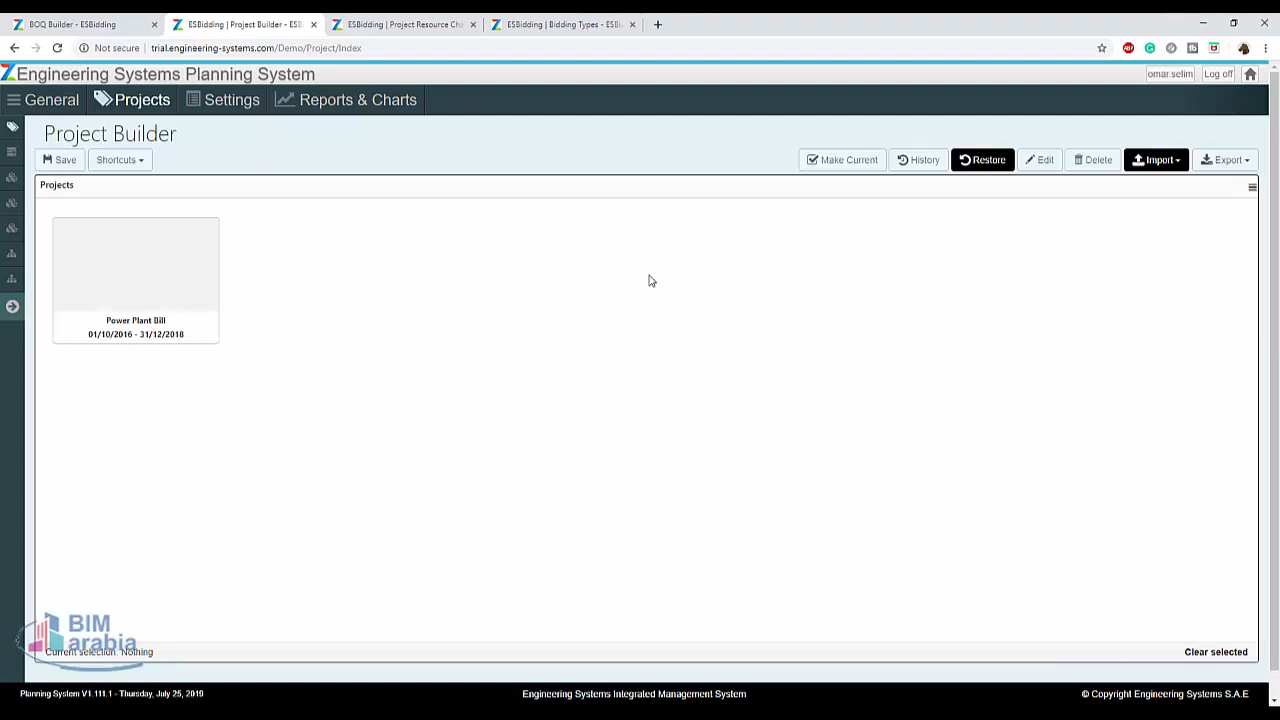 BOQ Builder - ESBidding
ESBidding | Project Builder - ESB
ESBidding | Project Resource Cha
ESBidding | Bidding Types - ESBi
Not secure
trial.engineering-systems.com/Demo/Project/Index
Engineering Systems Planning System
omar.selim
Log off
General
Projects
Settings
Reports & Charts
Project Builder
Save
Shortcuts
Make Current
History
Restore
Edit
Delete
Import
Export
Projects
Power Plant Bill
01/10/2016 - 31/12/2018
BIM
arabia
Current selection: Nothing
Clear selected
Planning System V1.111.1 - Thursday, July 25, 2019
Engineering Systems Integrated Management System
© Copyright Engineering Systems S.A.E